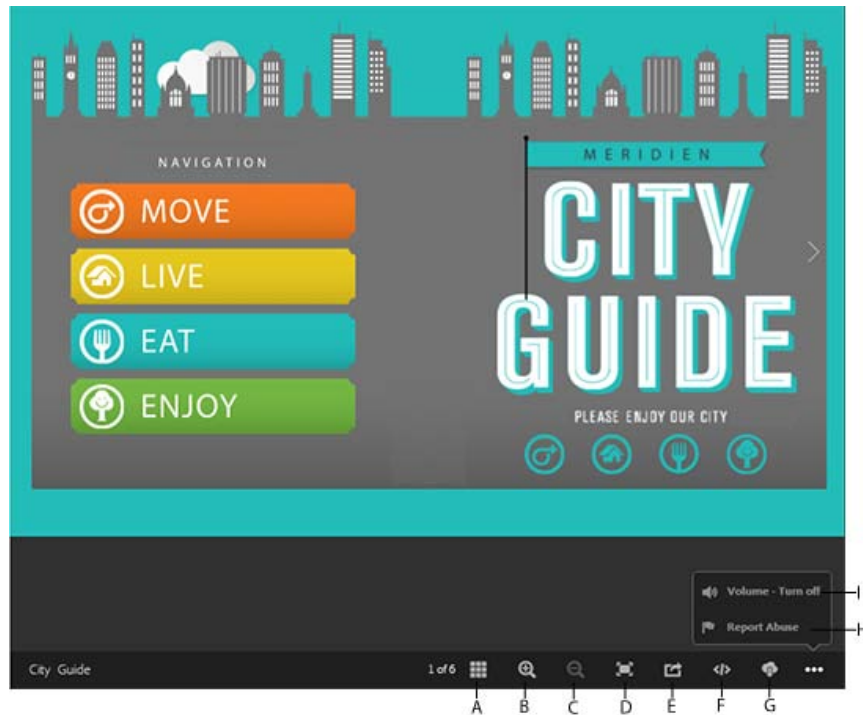 NAVIGATION
MOVE
LIVE
EAT
ENJOY
MERIDIEN
CITY
GUIDE
PLEASE ENJOY OUR CITY
Volume - Turn off
Report Abuse
City Guide
1 of 6
A
B
C
D
E
F
G